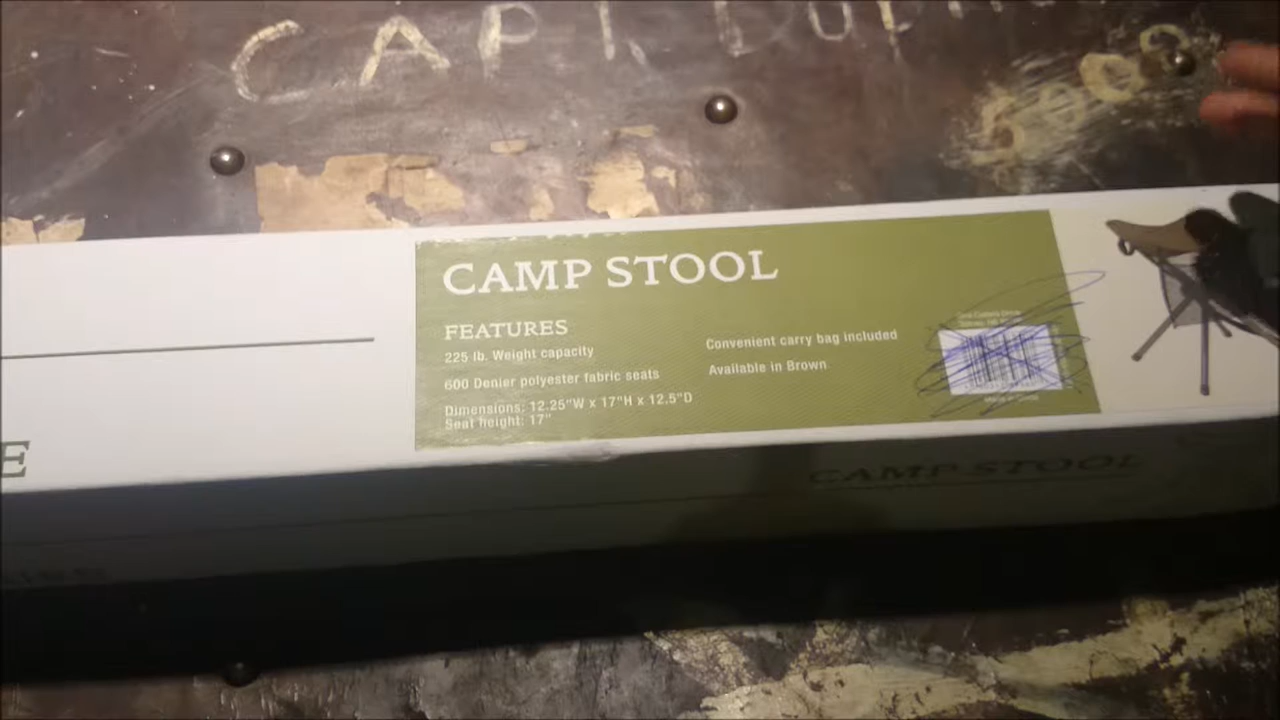 CAPT.
CAMP STOOL
FEATURES
225 lb. Weight capacity
600 Denier polyester fabric seats
Dimensions: 12.25"W x 17"H x 12.5"D
Seat height: 17"
Convenient carry bag included
Available in Brown
E
CAMP STOOL